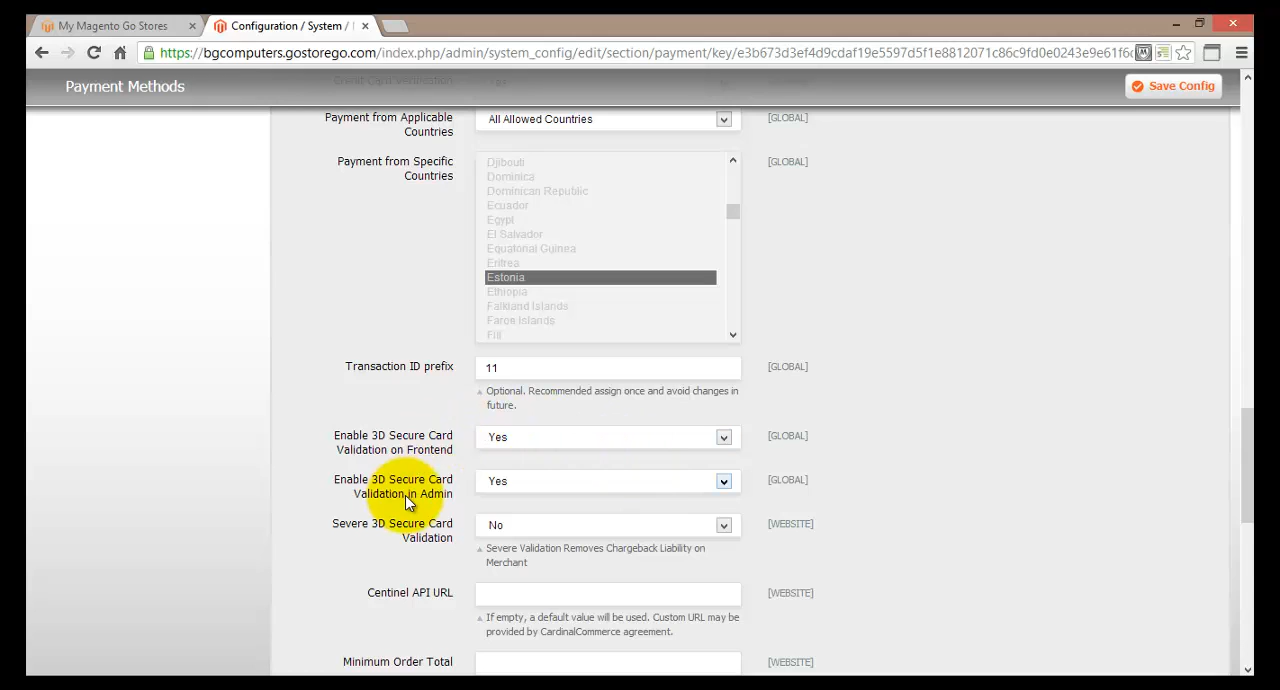 My Magento Go Stores
Configuration / System /
https://bgcomputers.gostorego.com/index.php/admin/system_config/edit/section/payment/key/e3b673d3ef4d9cdaf19e5597d5f1e8812071c86c9fd0e0243e9e61f6c
Payment Methods
Save Config
Payment from Applicable
Countries
All Allowed Countries
[GLOBAL]
Payment from Specific
Countries
[GLOBAL]
Djibouti
Dominica
Dominican Republic
Ecuador
Egypt
El Salvador
Equatorial Guinea
Eritrea
Estonia
Ethiopia
Falkland Islands
Faroe Islands
Fiji
Transaction ID prefix
11
[GLOBAL]
Optional. Recommended assign once and avoid changes in
future.
Enable 3D Secure Card
Validation on Frontend
Yes
[GLOBAL]
Enable 3D Secure Card
Validation in Admin
Yes
[GLOBAL]
Severe 3D Secure Card
Validation
No
[WEBSITE]
Severe Validation Removes Chargeback Liability on
Merchant
Centinel API URL
[WEBSITE]
If empty, a default value will be used. Custom URL may be
provided by CardinalCommerce agreement.
Minimum Order Total
[WEBSITE]